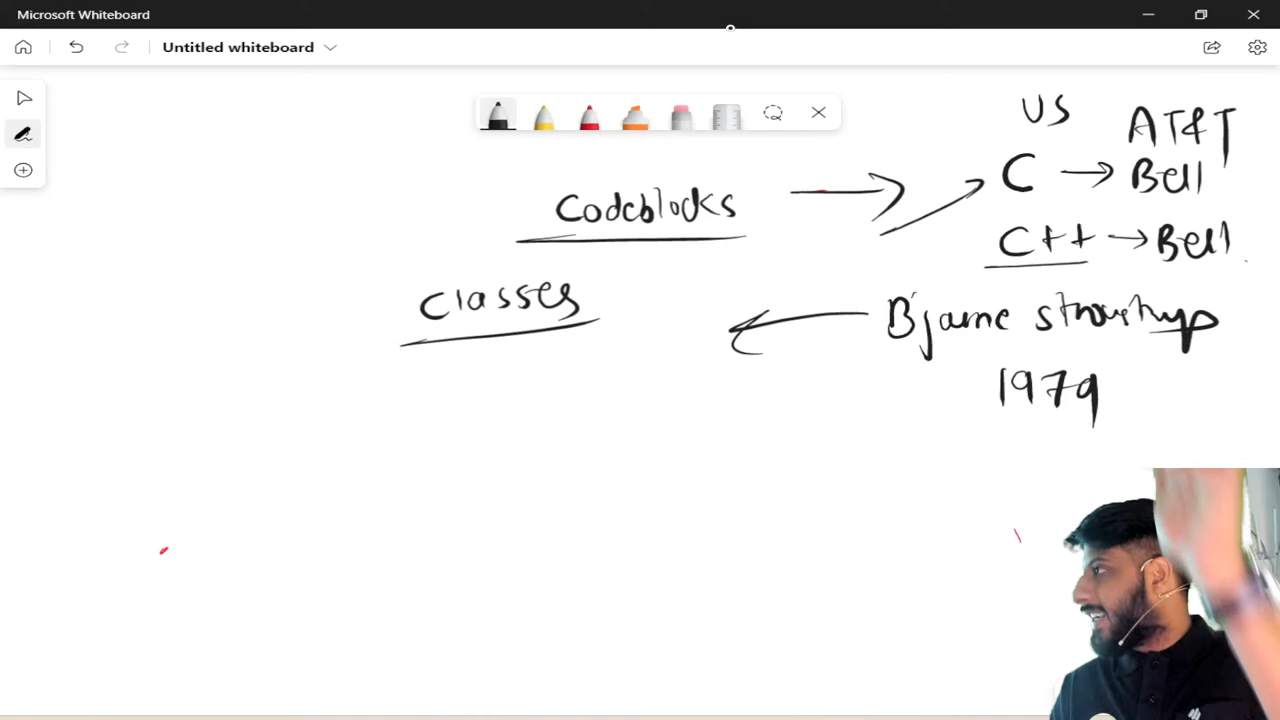 Microsoft Whiteboard
Untitled whiteboard
US
AT&T
C → Bell
Codeblocks
C++ → Bell
Classes
Bjarne
1979